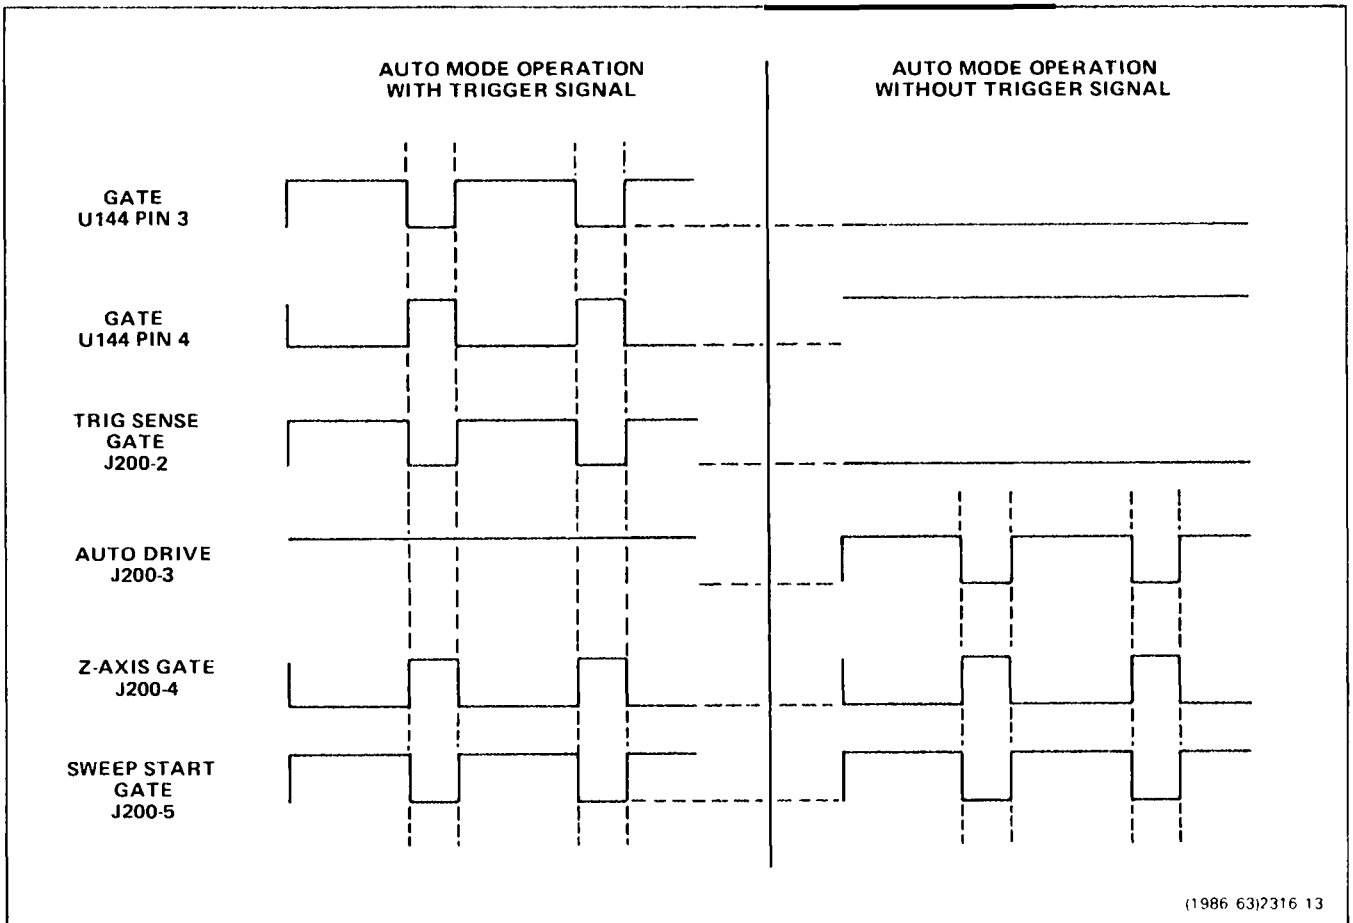 AUTO MODE OPERATION
WITH TRIGGER SIGNAL
AUTO MODE OPERATION
WITHOUT TRIGGER SIGNAL
GATE
U144 PIN 3
GATE
U144 PIN 4
TRIG SENSE
GATE
J200-2
AUTO DRIVE
J200-3
Z-AXIS GATE
J200-4
SWEEP START
GATE
J200-5
(1986 63)2316 13